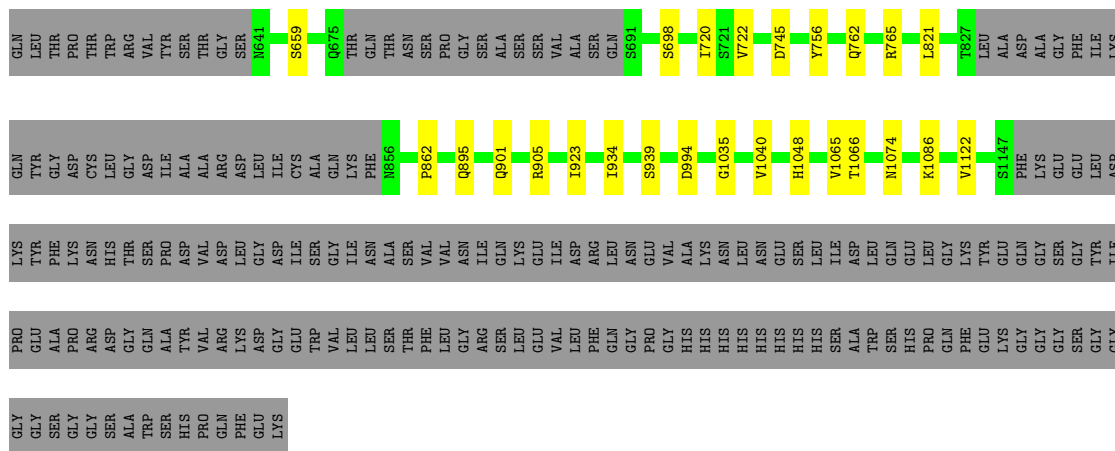 GLN LEU THR PRO THR TRP ARG VAL TYR SER THR GLY SER N641 S659 Q675 THR GLN THR ASN SER PRO GLY SER ALA SER SER VAL ALA SER GLN S691 S698 I720 S721 V722 D745 Y756 Q762 R765 L821 T827 LEU ALA ASP ALA GLY PHE ILE LYS
GLN TYR GLY ASP CYS LEU GLY ASP ILE ALA ALA ARG ASP LEU ILE CYS ALA GLN LYS PHE N856 P862 Q895 Q901 R905 I923 I934 S939 D994 G1035 V1040 H1048 V1065 T1066 N1074 K1086 V1122 S1147 PHE LYS GLU GLU LEU ASP
LYS TYR PHE LYS ASN HIS THR SER PRO ASP VAL ASP LEU GLY ASP ILE SER GLY ILE ASN ALA SER VAL VAL ASN ILE GLN LYS GLU ILE ASP ARG LEU ASN GLU VAL ALA LYS ASN LEU ASN GLU SER LEU ILE ASP LEU GLN GLU LEU GLY LYS TYR GLU GLN GLY SER GLY TYR ILE
PRO GLU ALA PRO ARG ASP GLY GLN ALA TYR VAL ARG LYS ASP GLY GLU TRP VAL LEU LEU SER THR PHE LEU GLY ARG SER LEU GLU VAL LEU PHE GLN GLY PRO GLY HIS HIS HIS HIS HIS HIS HIS HIS SER ALA TRP SER HIS PRO GLN PHE GLU LYS GLY GLY GLY SER GLY GLY
GLY GLY SER GLY GLY SER ALA TRP SER HIS PRO GLN PHE GLU LYS